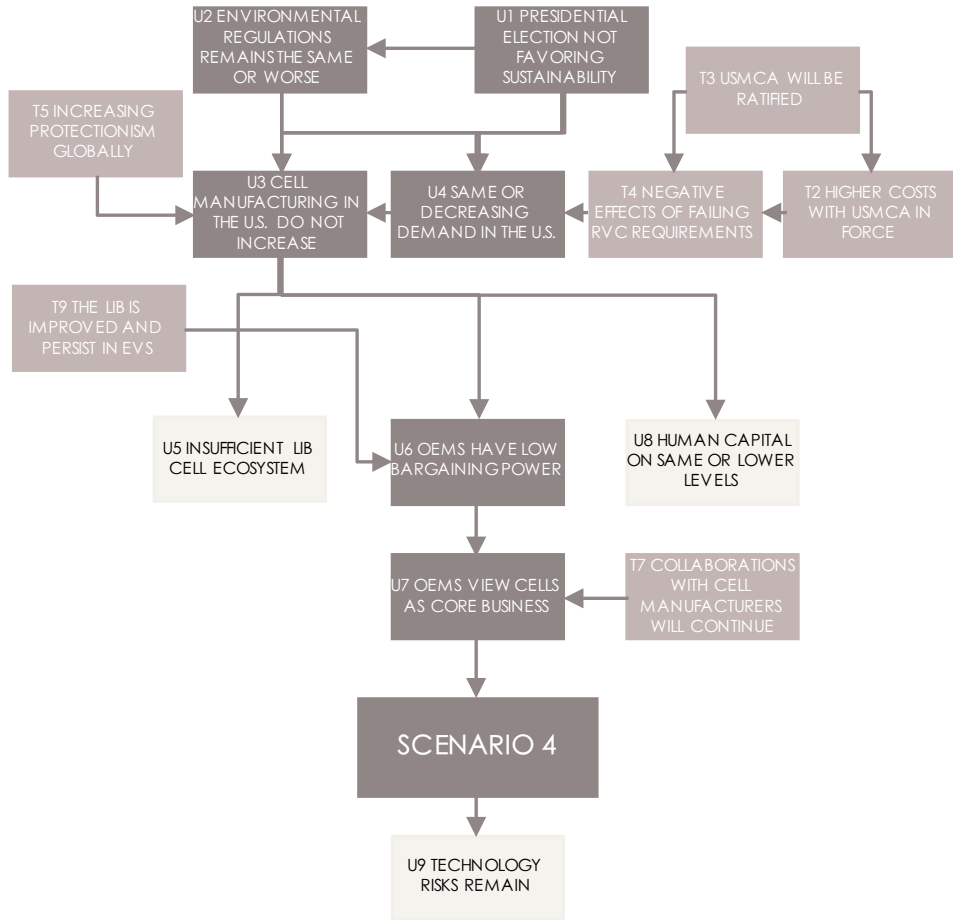 U2 ENVIRONMENTAL
REGULATIONS
REMAINS THE SAME
OR WORSE
U1 PRESIDENTIAL
ELECTION NOT
FAVORING
SUSTAINABILITY
T3 USMCA WILL BE
RATIFIED
T5 INCREASING
PROTECTIONISM
GLOBALLY
U3 CELL
MANUFACTURING IN
THE U.S. DO NOT
INCREASE
U4 SAME OR
DECREASING
DEMAND IN THE U.S.
T4 NEGATIVE
EFFECTS OF FAILING
RVC REQUIREMENTS
T2 HIGHER COSTS
WITH USMCA IN
FORCE
T9 THE LIB IS
IMPROVED AND
PERSIST IN EVS
U5 INSUFFICIENT LIB
CELL ECOSYSTEM
U6 OEMS HAVE LOW
BARGAINING POWER
U8 HUMAN CAPITAL
ON SAME OR LOWER
LEVELS
U7 OEMS VIEW CELLS
AS CORE BUSINESS
T7 COLLABORATIONS
WITH CELL
MANUFACTURERS
WILL CONTINUE
SCENARIO 4
U9 TECHNOLOGY
RISKS REMAIN